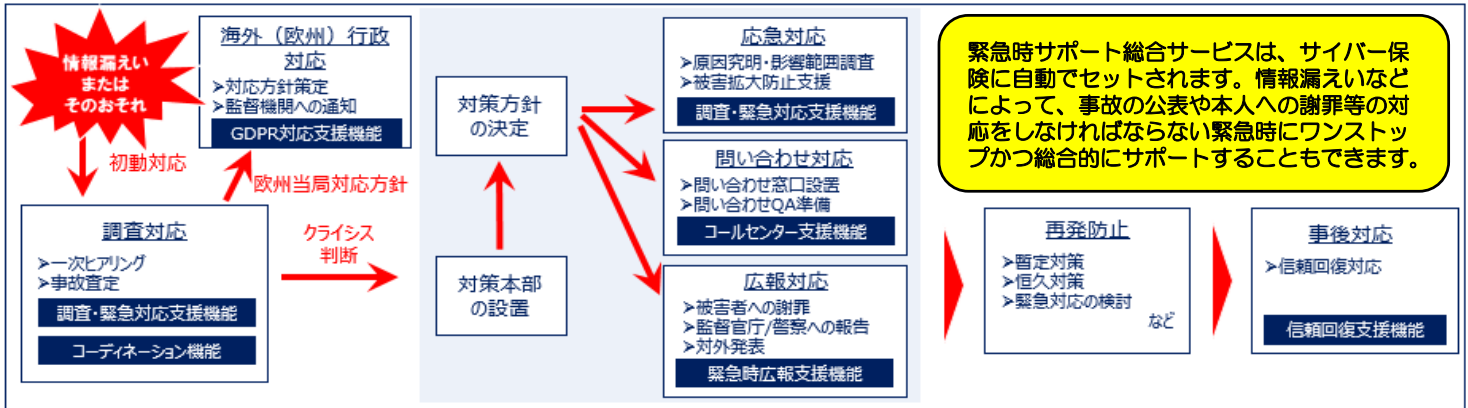 情報漏えい
または
そのおそれ
初動対応
海外（欧州）行政
対応
➢対応方針策定
➢監督機関への通知
GDPR対応支援機能
欧州当局対応方針
調査対応
➢一次ヒアリング
➢事故査定
調査・緊急対応支援機能
コーディネーション機能
クライシス
判断
対策方針
の決定
対策本部
の設置
応急対応
➢原因究明・影響範囲調査
➢被害拡大防止支援
調査・緊急対応支援機能
問い合わせ対応
➢問い合わせ窓口設置
➢問い合わせQA準備
コールセンター支援機能
広報対応
➢被害者への謝罪
➢監督官庁/警察への報告
➢対外発表
緊急時広報支援機能
緊急時サポート総合サービスは、サイバー保
険に自動でセットされます。情報漏えいなど
によって、事故の公表や本人への謝罪等の対
応をしなければならない緊急時にワンストッ
プかつ総合的にサポートすることもできます。
再発防止
➢暫定対策
➢恒久対策
➢緊急対応の検討
など
事後対応
➢信頼回復対応
信頼回復支援機能